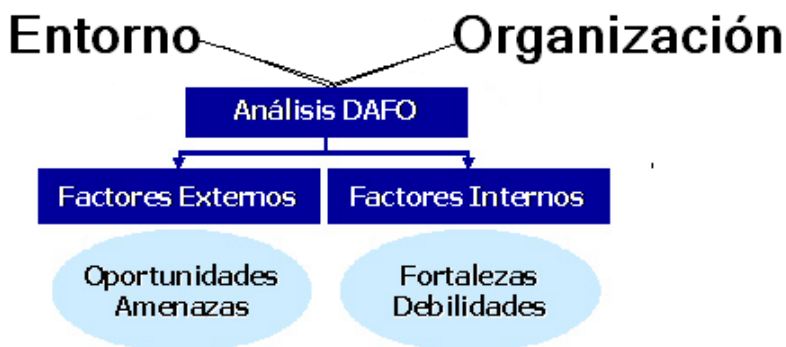 Entorno
Organización
Análisis DAFO
Factores Externos
Factores Internos
Oportunidades
Amenazas
Fortalezas
Debilidades